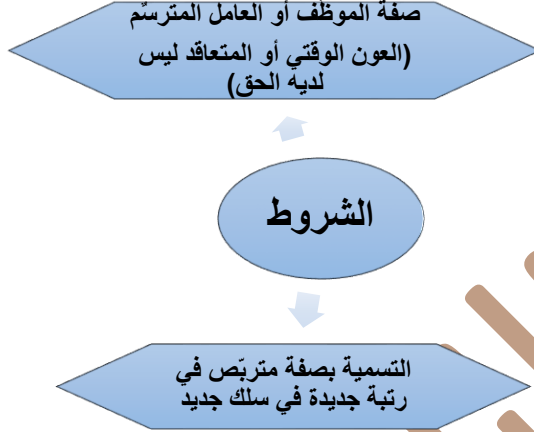 صفة الموظف أو العامل المترسّم
(العون الوقتي أو المتعاقد ليس
لديه الحق)
الشروط
التسمية بصفة متربّص في
رتبة جديدة في سلك جديد